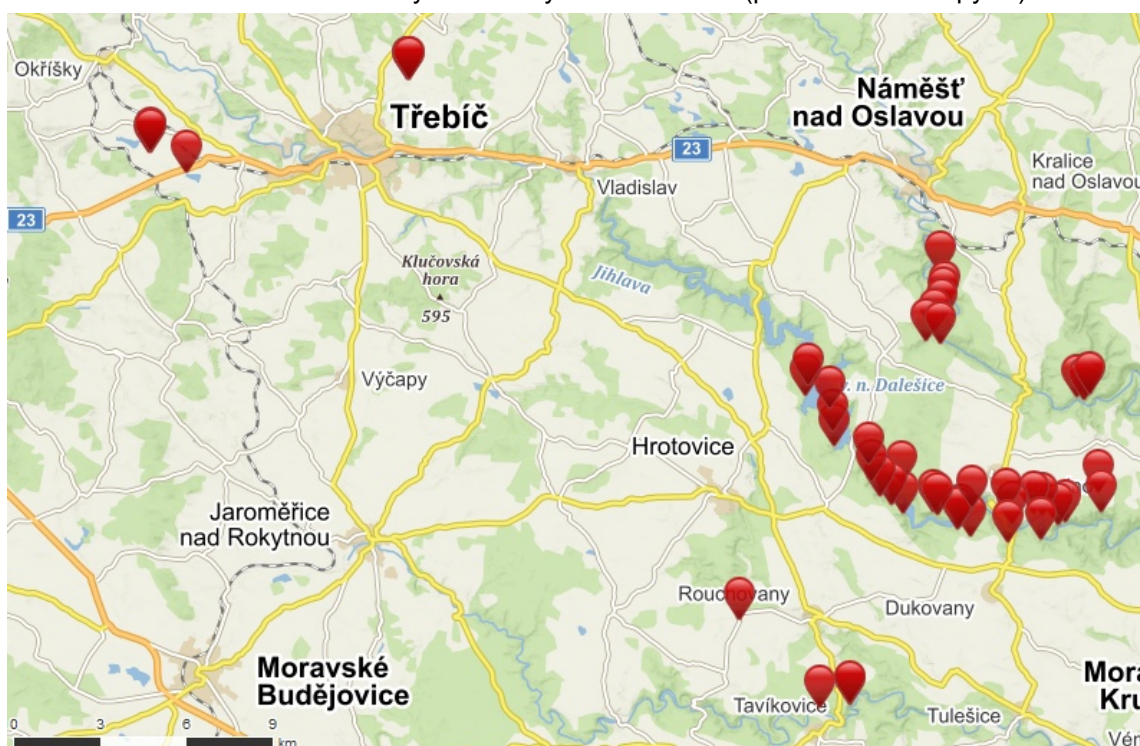 Okříšky
Třebíč
Náměšť
nad Oslavou
23
Kralice
nad Oslavou
Vladislav
23
Klučovská
hora
595
Jihlava
Výčapy
v. n. Dalešice
Hrotovice
Jaroměřice
nad Rokytnou
Rouchovany
Dukovany
Moravské
Budějovice
Tavíkovice
Tulešice
0 3 6 9
km